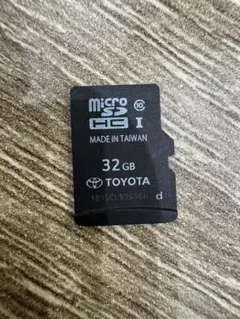 micro
SD
HC I
10
MADE IN TAIWAN
32 GB
TOYOTA
d